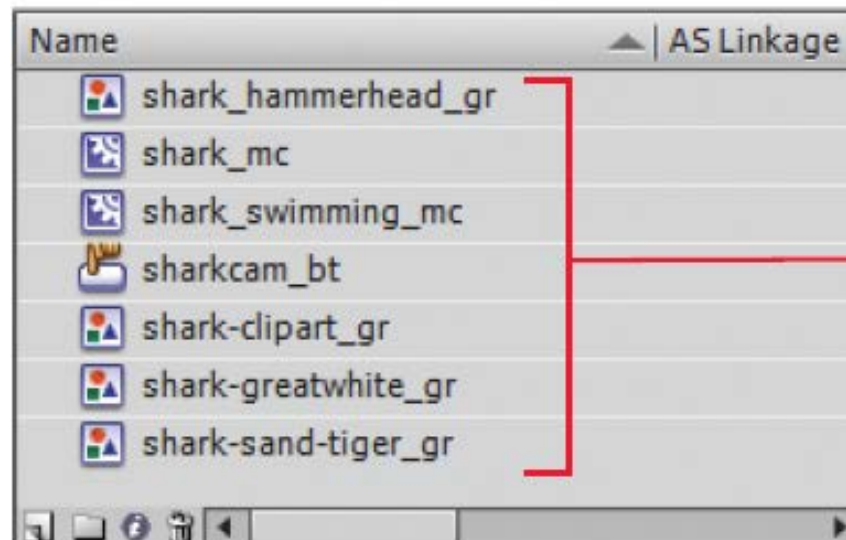 Name AS Linkage
shark_hammerhead_gr
shark_mc
shark_swimming_mc
sharkcam_bt
shark-clipart_gr
shark-greatwhite_gr
shark-sand-tiger_gr